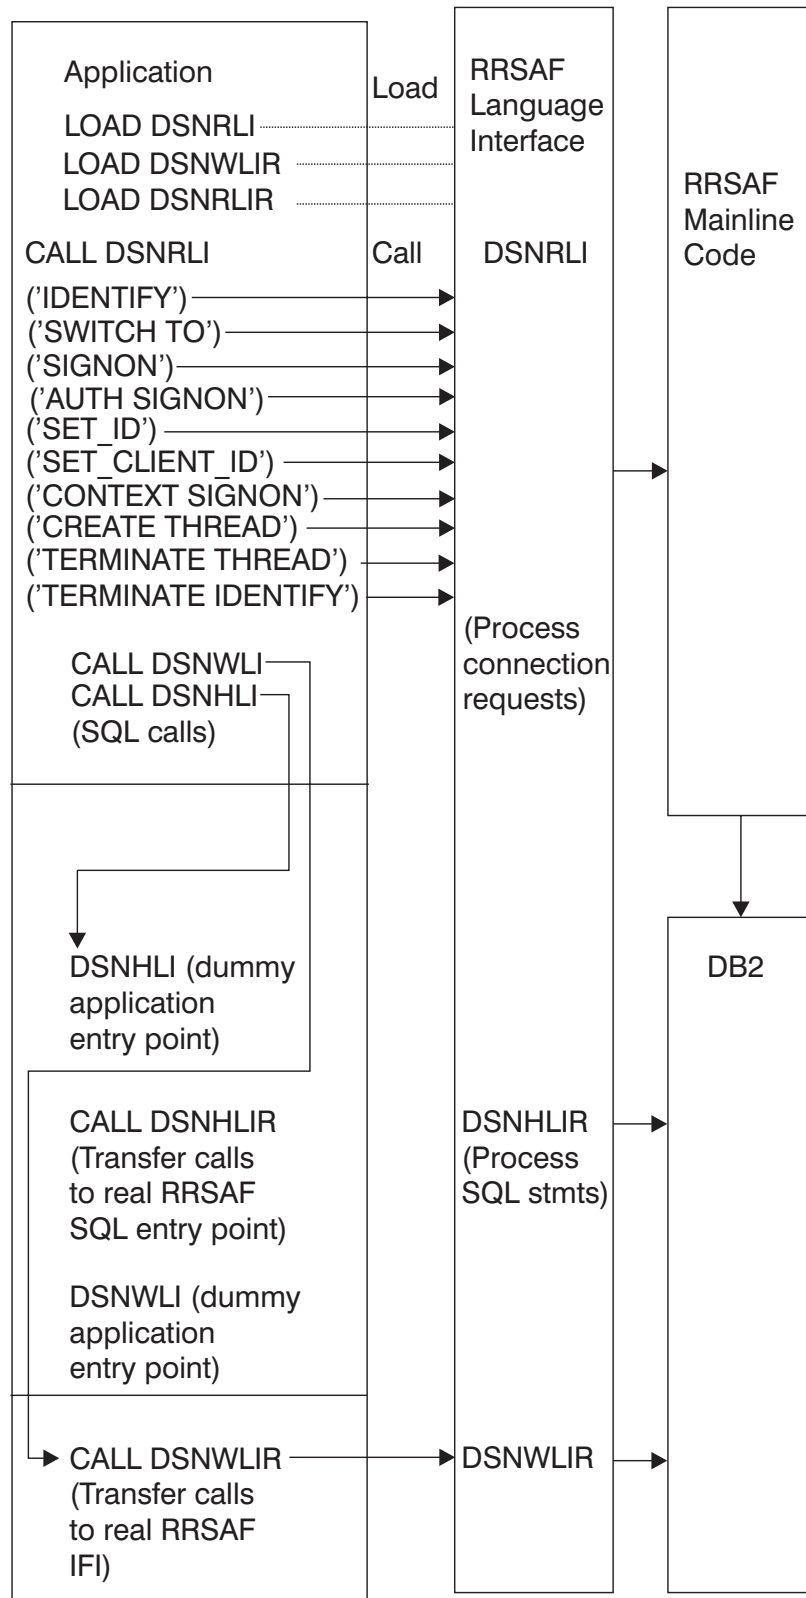 Application
Load
RRSAF
Language
Interface
LOAD DSNRLI
LOAD DSNWLIR
LOAD DSNRLIR
RRSAF
Mainline
Code
CALL DSNRLI
Call
DSNRLI
('IDENTIFY')
('SWITCH TO')
('SIGNON')
('AUTH SIGNON')
('SET_ID')
('SET_CLIENT_ID')
('CONTEXT SIGNON')
('CREATE THREAD')
('TERMINATE THREAD')
('TERMINATE IDENTIFY')
(Process
connection
requests)
CALL DSNWLI
CALL DSNHLI
(SQL calls)
DSNHLI (dummy
application
entry point)
DB2
CALL DSNHLIR
(Transfer calls
to real RRSAF
SQL entry point)
DSNHLIR
(Process
SQL stmts)
DSNWLI (dummy
application
entry point)
CALL DSNWLIR
(Transfer calls
to real RRSAF
IFI)
DSNWLIR